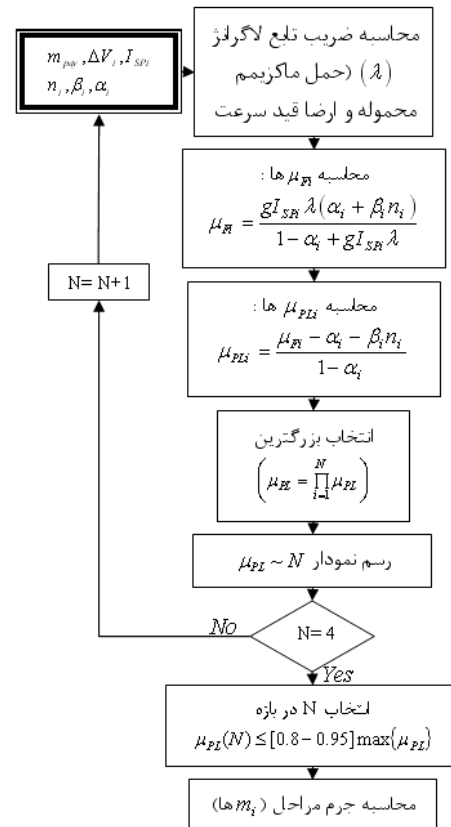 m_pay , ΔV_i , I_SPi
n_i , β_i , α_i
محاسبه ضریب تابع لاگرانژ
(λ) (حمل ماکزیمم
محموله و ارضا قید سرعت
محاسبه μ_Fi ها :
μ_Fi = gI_SPi λ(α_i + β_i n_i) / 1 − α_i + gI_SPi λ
محاسبه μ_PLi ها :
μ_PLi = μ_Fi − α_i − β_i n_i / 1 − α_i
انتخاب بزرگترین
(μ_PL = ∏_{i=1}^{N} μ_PL)
رسم نمودار μ_PL ~ N
N= 4
No
Yes
N= N+1
انتخاب N در بازه
μ_PL(N) ≤ [0.8 − 0.95] max{μ_PL}
محاسبه جرم مراحل (m_i ها)